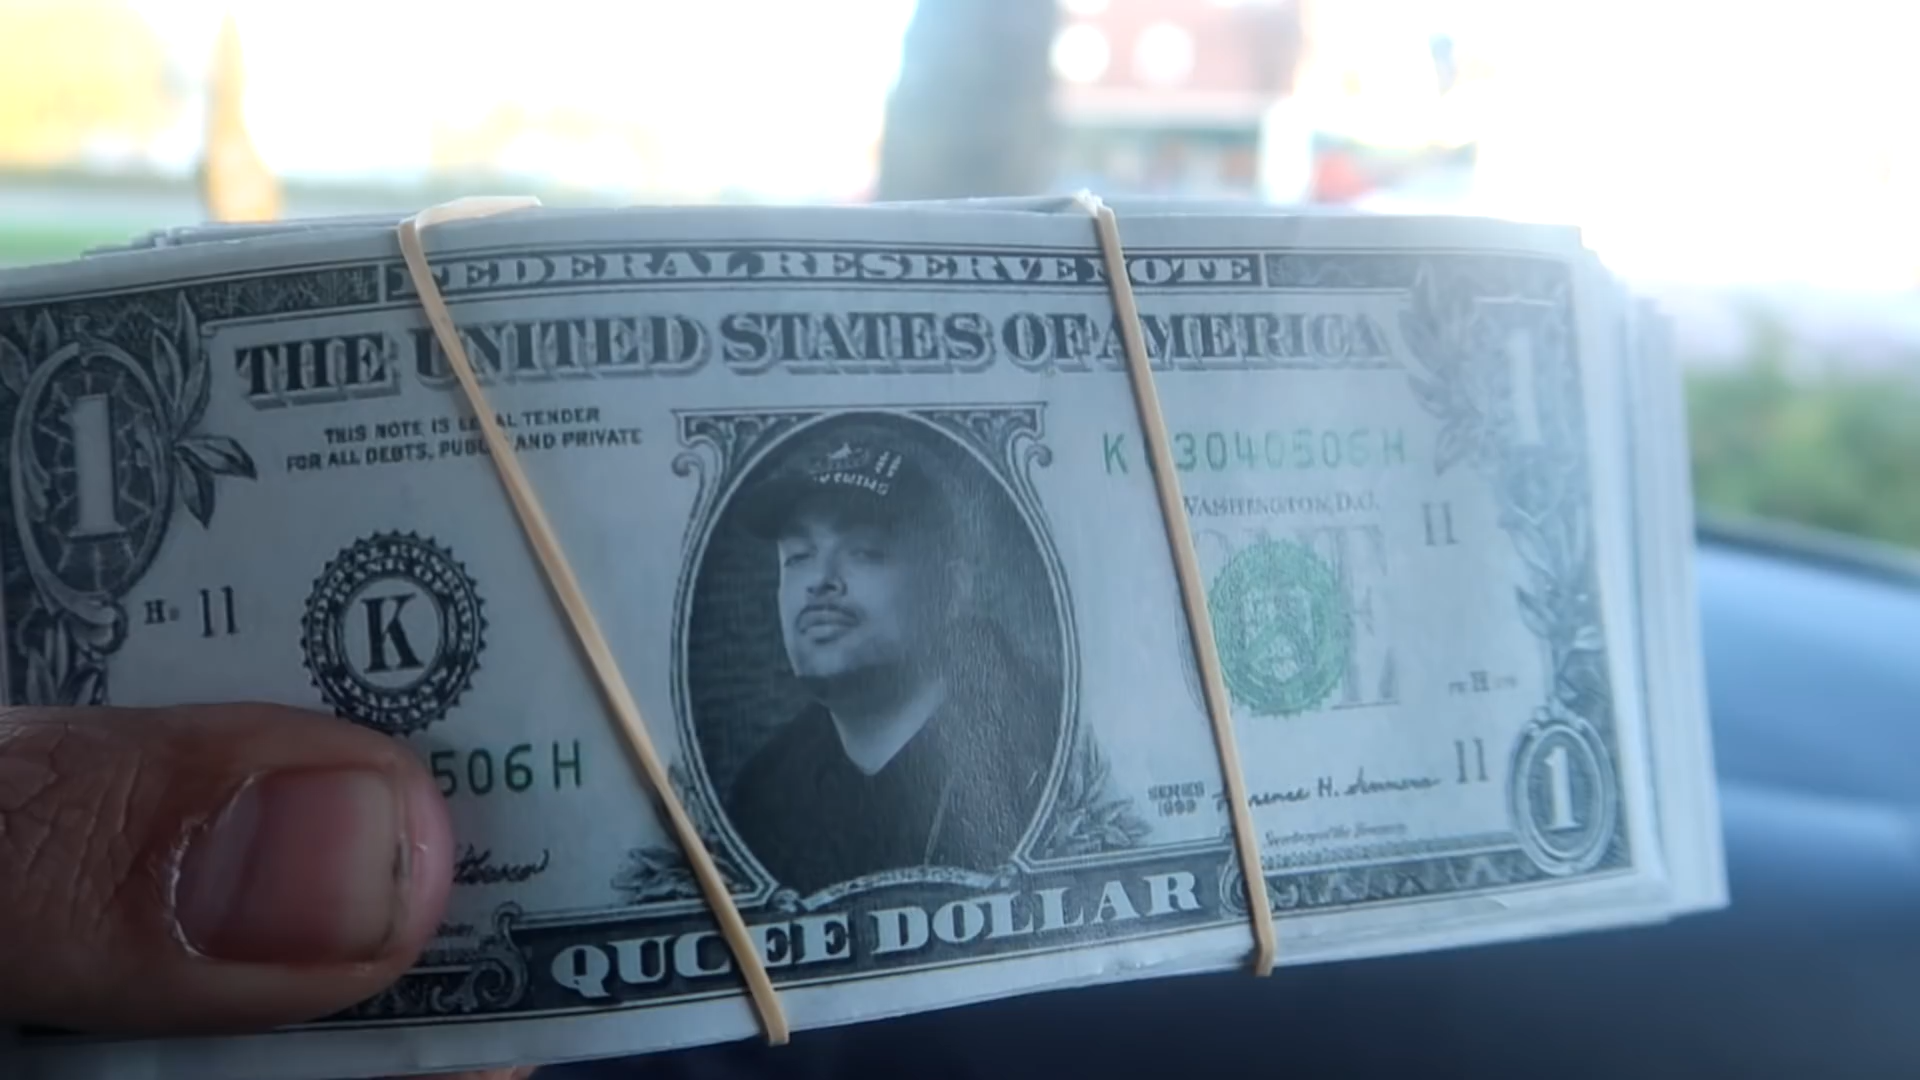 FEDERAL RESERVE NOTE
THE UNITED STATES OF AMERICA
THIS NOTE IS LEGAL TENDER
FOR ALL DEBTS, PUBLIC AND PRIVATE
1
1
K 3040506 H
WASHINGTON, D.C.
11
H. 11
K
H
506 H
SERIES
11
1
QUCEE DOLLAR